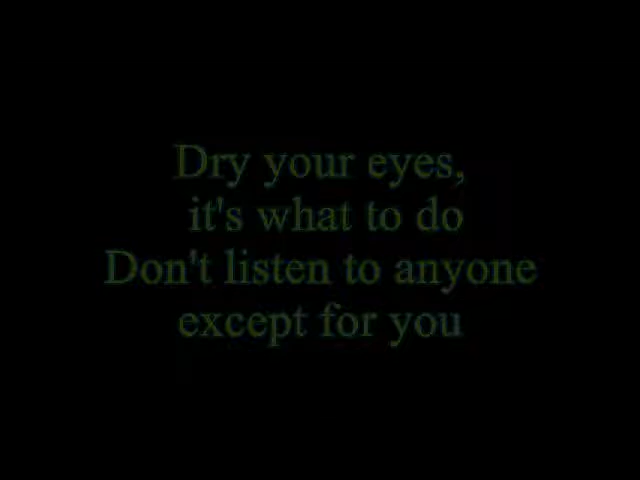 Dry your eyes,
it's what to do
Don't listen to anyone
except for you